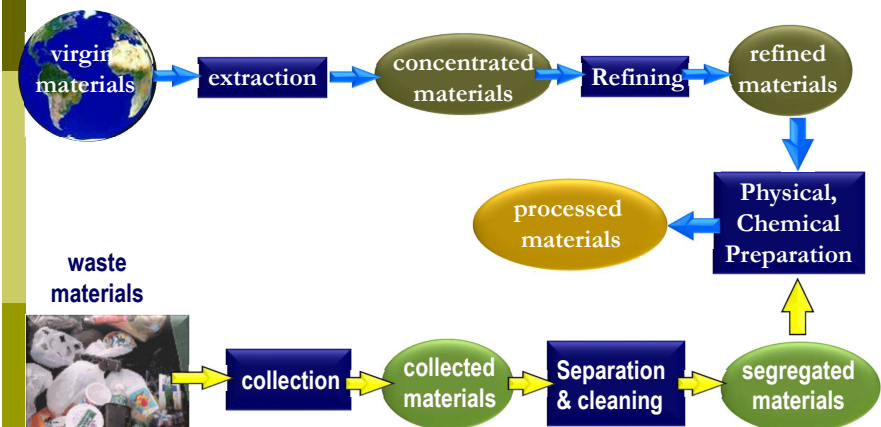 virgin
materials
extraction
concentrated
materials
Refining
refined
materials
Physical,
Chemical
Preparation
processed
materials
waste
materials
collection
collected
materials
Separation
& cleaning
segregated
materials